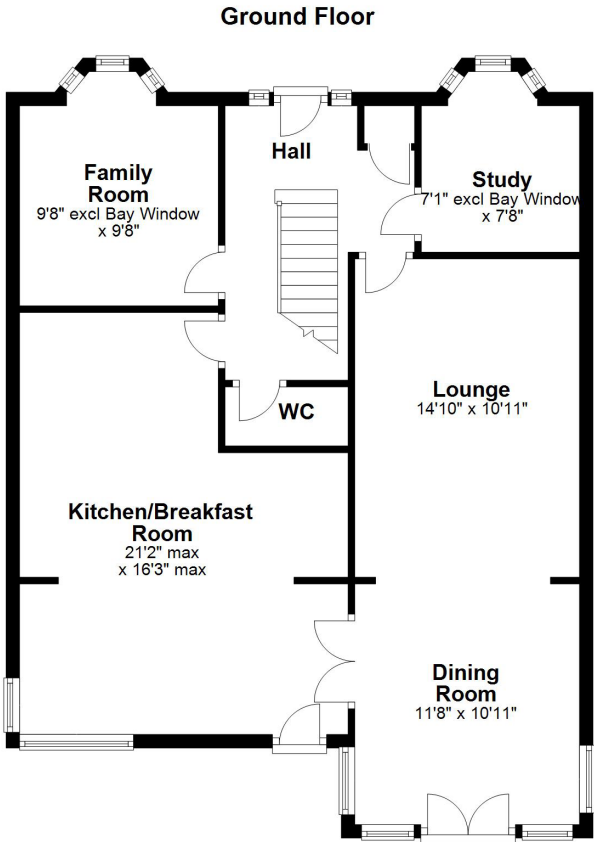 Ground Floor
Hall
Family
Room
9'8" excl Bay Window
x 9'8"
Study
7'1" excl Bay Window
x 7'8"
Lounge
14'10" x 10'11"
WC
Kitchen/Breakfast
Room
21'2" max
x 16'3" max
Dining
Room
11'8" x 10'11"